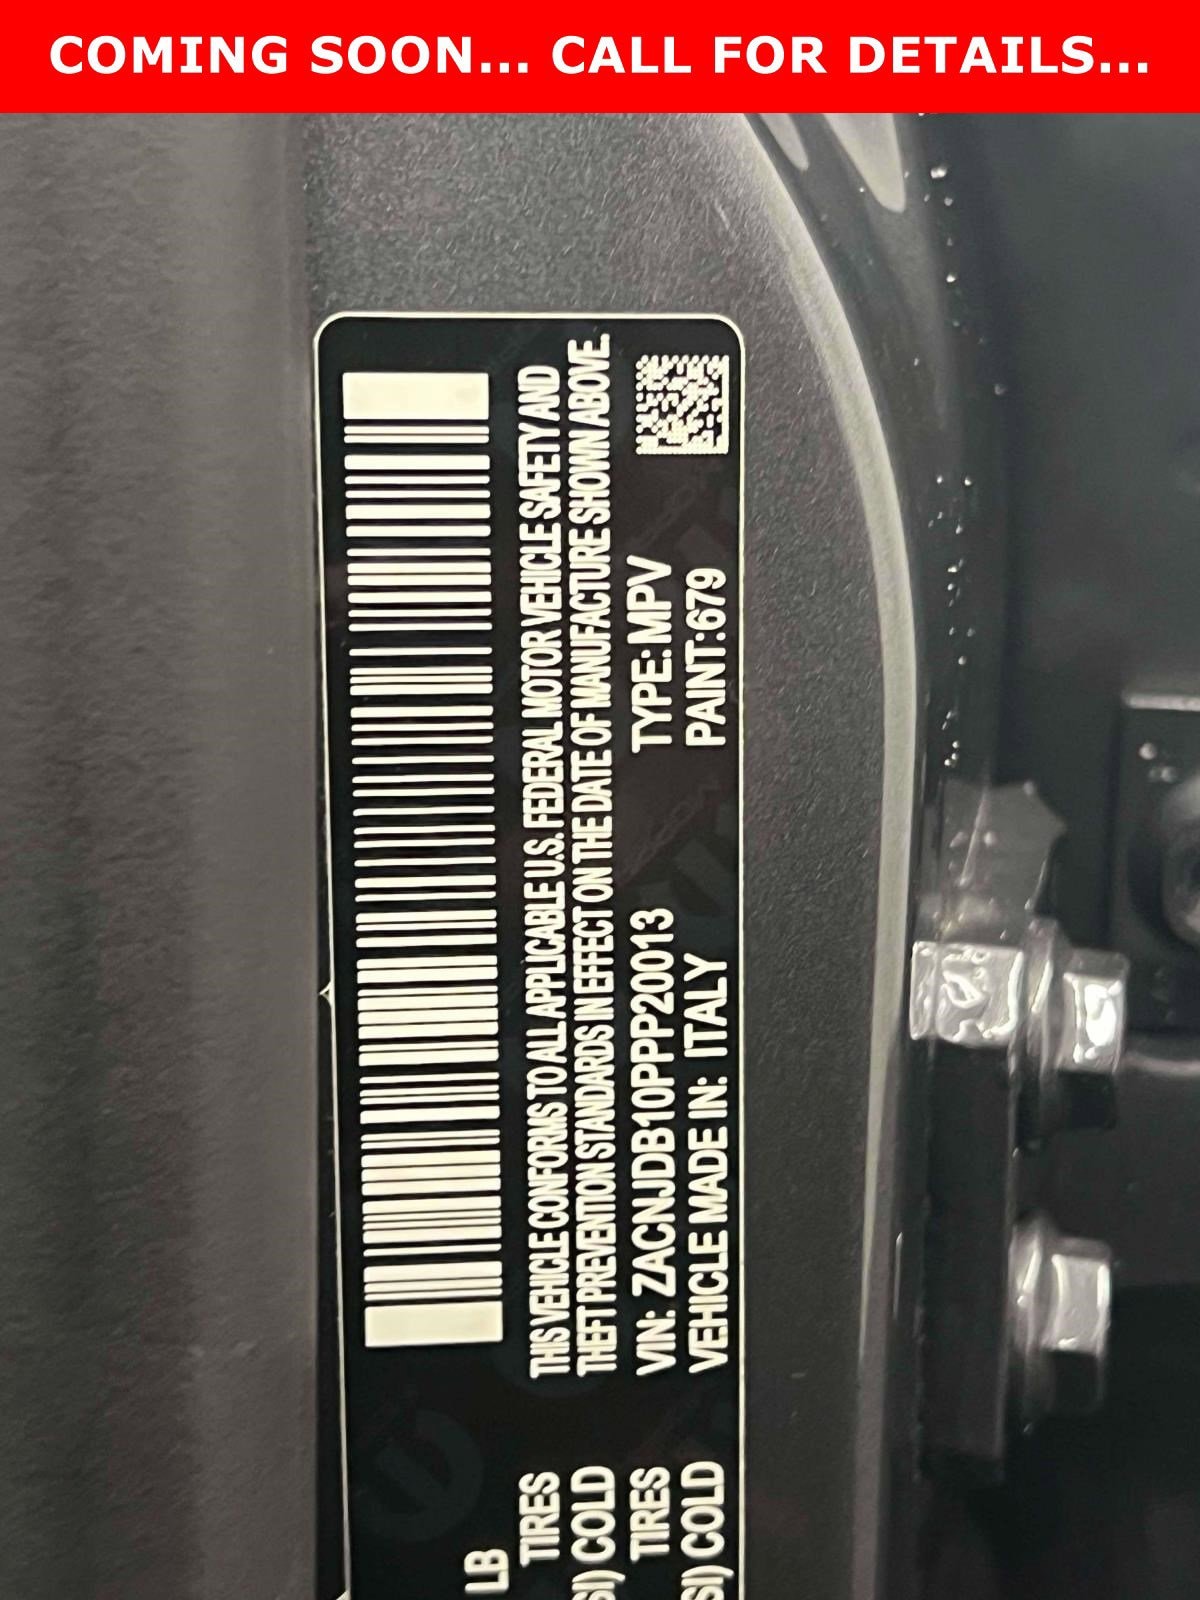 COMING SOON... CALL FOR DETAILS...
THIS VEHICLE CONFORMS TO ALL APPLICABLE U.S. FEDERAL MOTOR VEHICLE SAFETY AND
THEFT PREVENTION STANDARDS IN EFFECT ON THE DATE OF MANUFACTURE SHOWN ABOVE.
VIN: ZACNJDB10PPP20013 TYPE: MPV
VEHICLE MADE IN: ITALY PAINT:679
LB
TIRES
SI) COLD
TIRES
SI) COLD